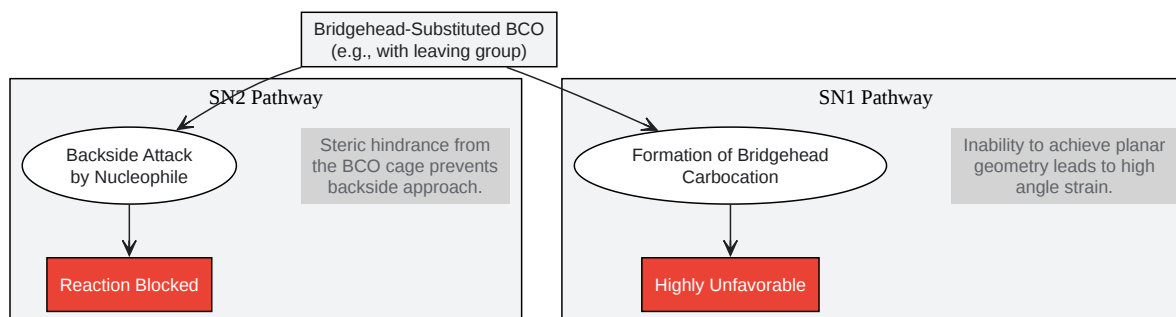 Bridgehead-Substituted BCO
(e.g., with leaving group)
SN2 Pathway
Backside Attack
by Nucleophile
Steric hindrance from
the BCO cage prevents
backside approach.
Reaction Blocked
SN1 Pathway
Formation of Bridgehead
Carbocation
Inability to achieve planar
geometry leads to high
angle strain.
Highly Unfavorable